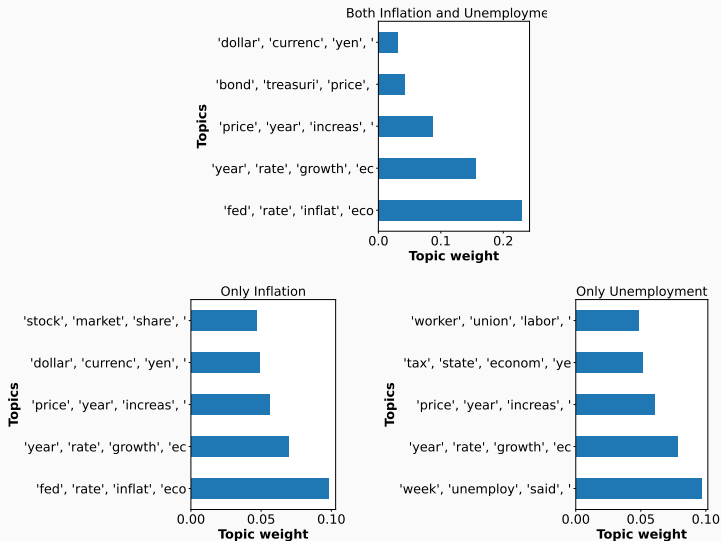 Both Inflation and Unemployme
Topics
'dollar', 'currenc', 'yen', '
'bond', 'treasuri', 'price',
'price', 'year', 'increas', '
'year', 'rate', 'growth', 'ec
'fed', 'rate', 'inflat', 'eco
0.0 0.1 0.2
Topic weight
Only Inflation
Topics
'stock', 'market', 'share', '
'dollar', 'currenc', 'yen', '
'price', 'year', 'increas', '
'year', 'rate', 'growth', 'ec
'fed', 'rate', 'inflat', 'eco
0.00 0.05 0.10
Topic weight
Only Unemployment
Topics
'worker', 'union', 'labor', '
'tax', 'state', 'econom', 'ye
'price', 'year', 'increas', '
'year', 'rate', 'growth', 'ec
'week', 'unemploy', 'said', '
0.00 0.05 0.10
Topic weight